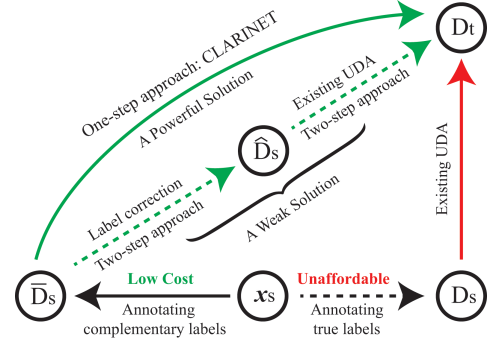 Dt
One-step approach: CLARINET
A Powerful Solution
Existing UDA
Two-step approach
D̂s
Label correction
Two-step approach
A Weak Solution
Existing UDA
Low Cost
Unaffordable
D̄s
xs
Ds
Annotating
complementary labels
Annotating
true labels